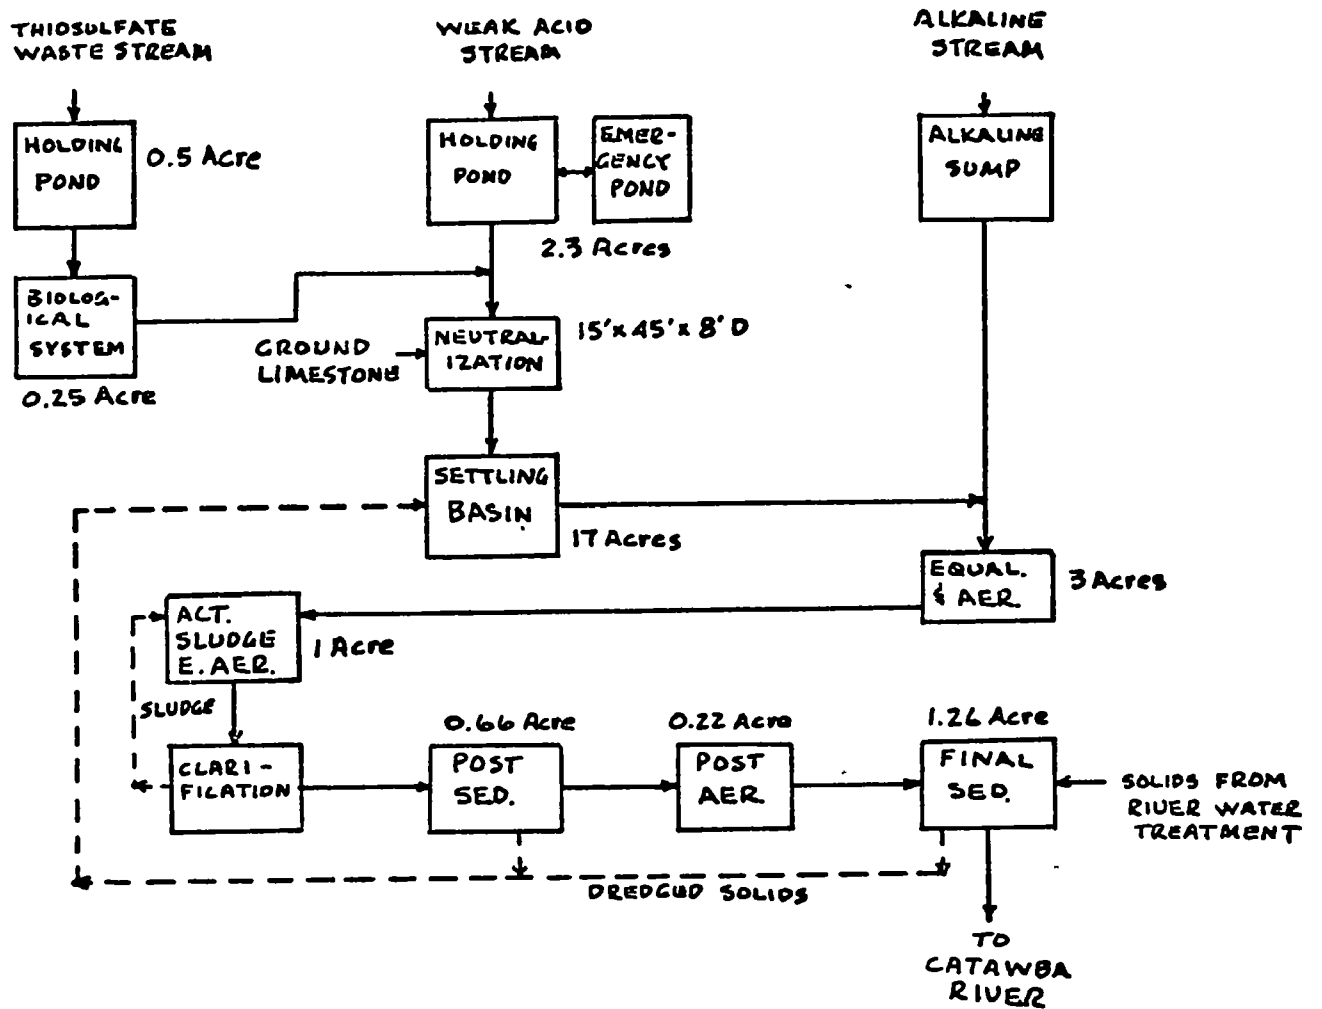 THIOSULFATE
WASTE STREAM
WEAK ACID
STREAM
ALKALINE
STREAM
HOLDING
POND
0.5 Acre
HOLDING
POND
EMER-
GENCY
POND
ALKALINE
SUMP
2.3 Acres
BIOLOG-
ICAL
SYSTEM
0.25 Acre
GROUND
LIMESTONE
NEUTRAL-
IZATION
15'x 45'x 8' D
SETTLING
BASIN
17 Acres
EQUAL.
& AER.
3 Acres
ACT.
SLUDGE
E. AER.
1 Acre
SLUDGE
CLARI-
FICATION
0.66 Acre
POST
SED.
0.22 Acre
POST
AER.
1.26 Acre
FINAL
SED.
SOLIDS FROM
RIVER WATER
TREATMENT
DREDGED SOLIDS
TO
CATAWBA
RIVER